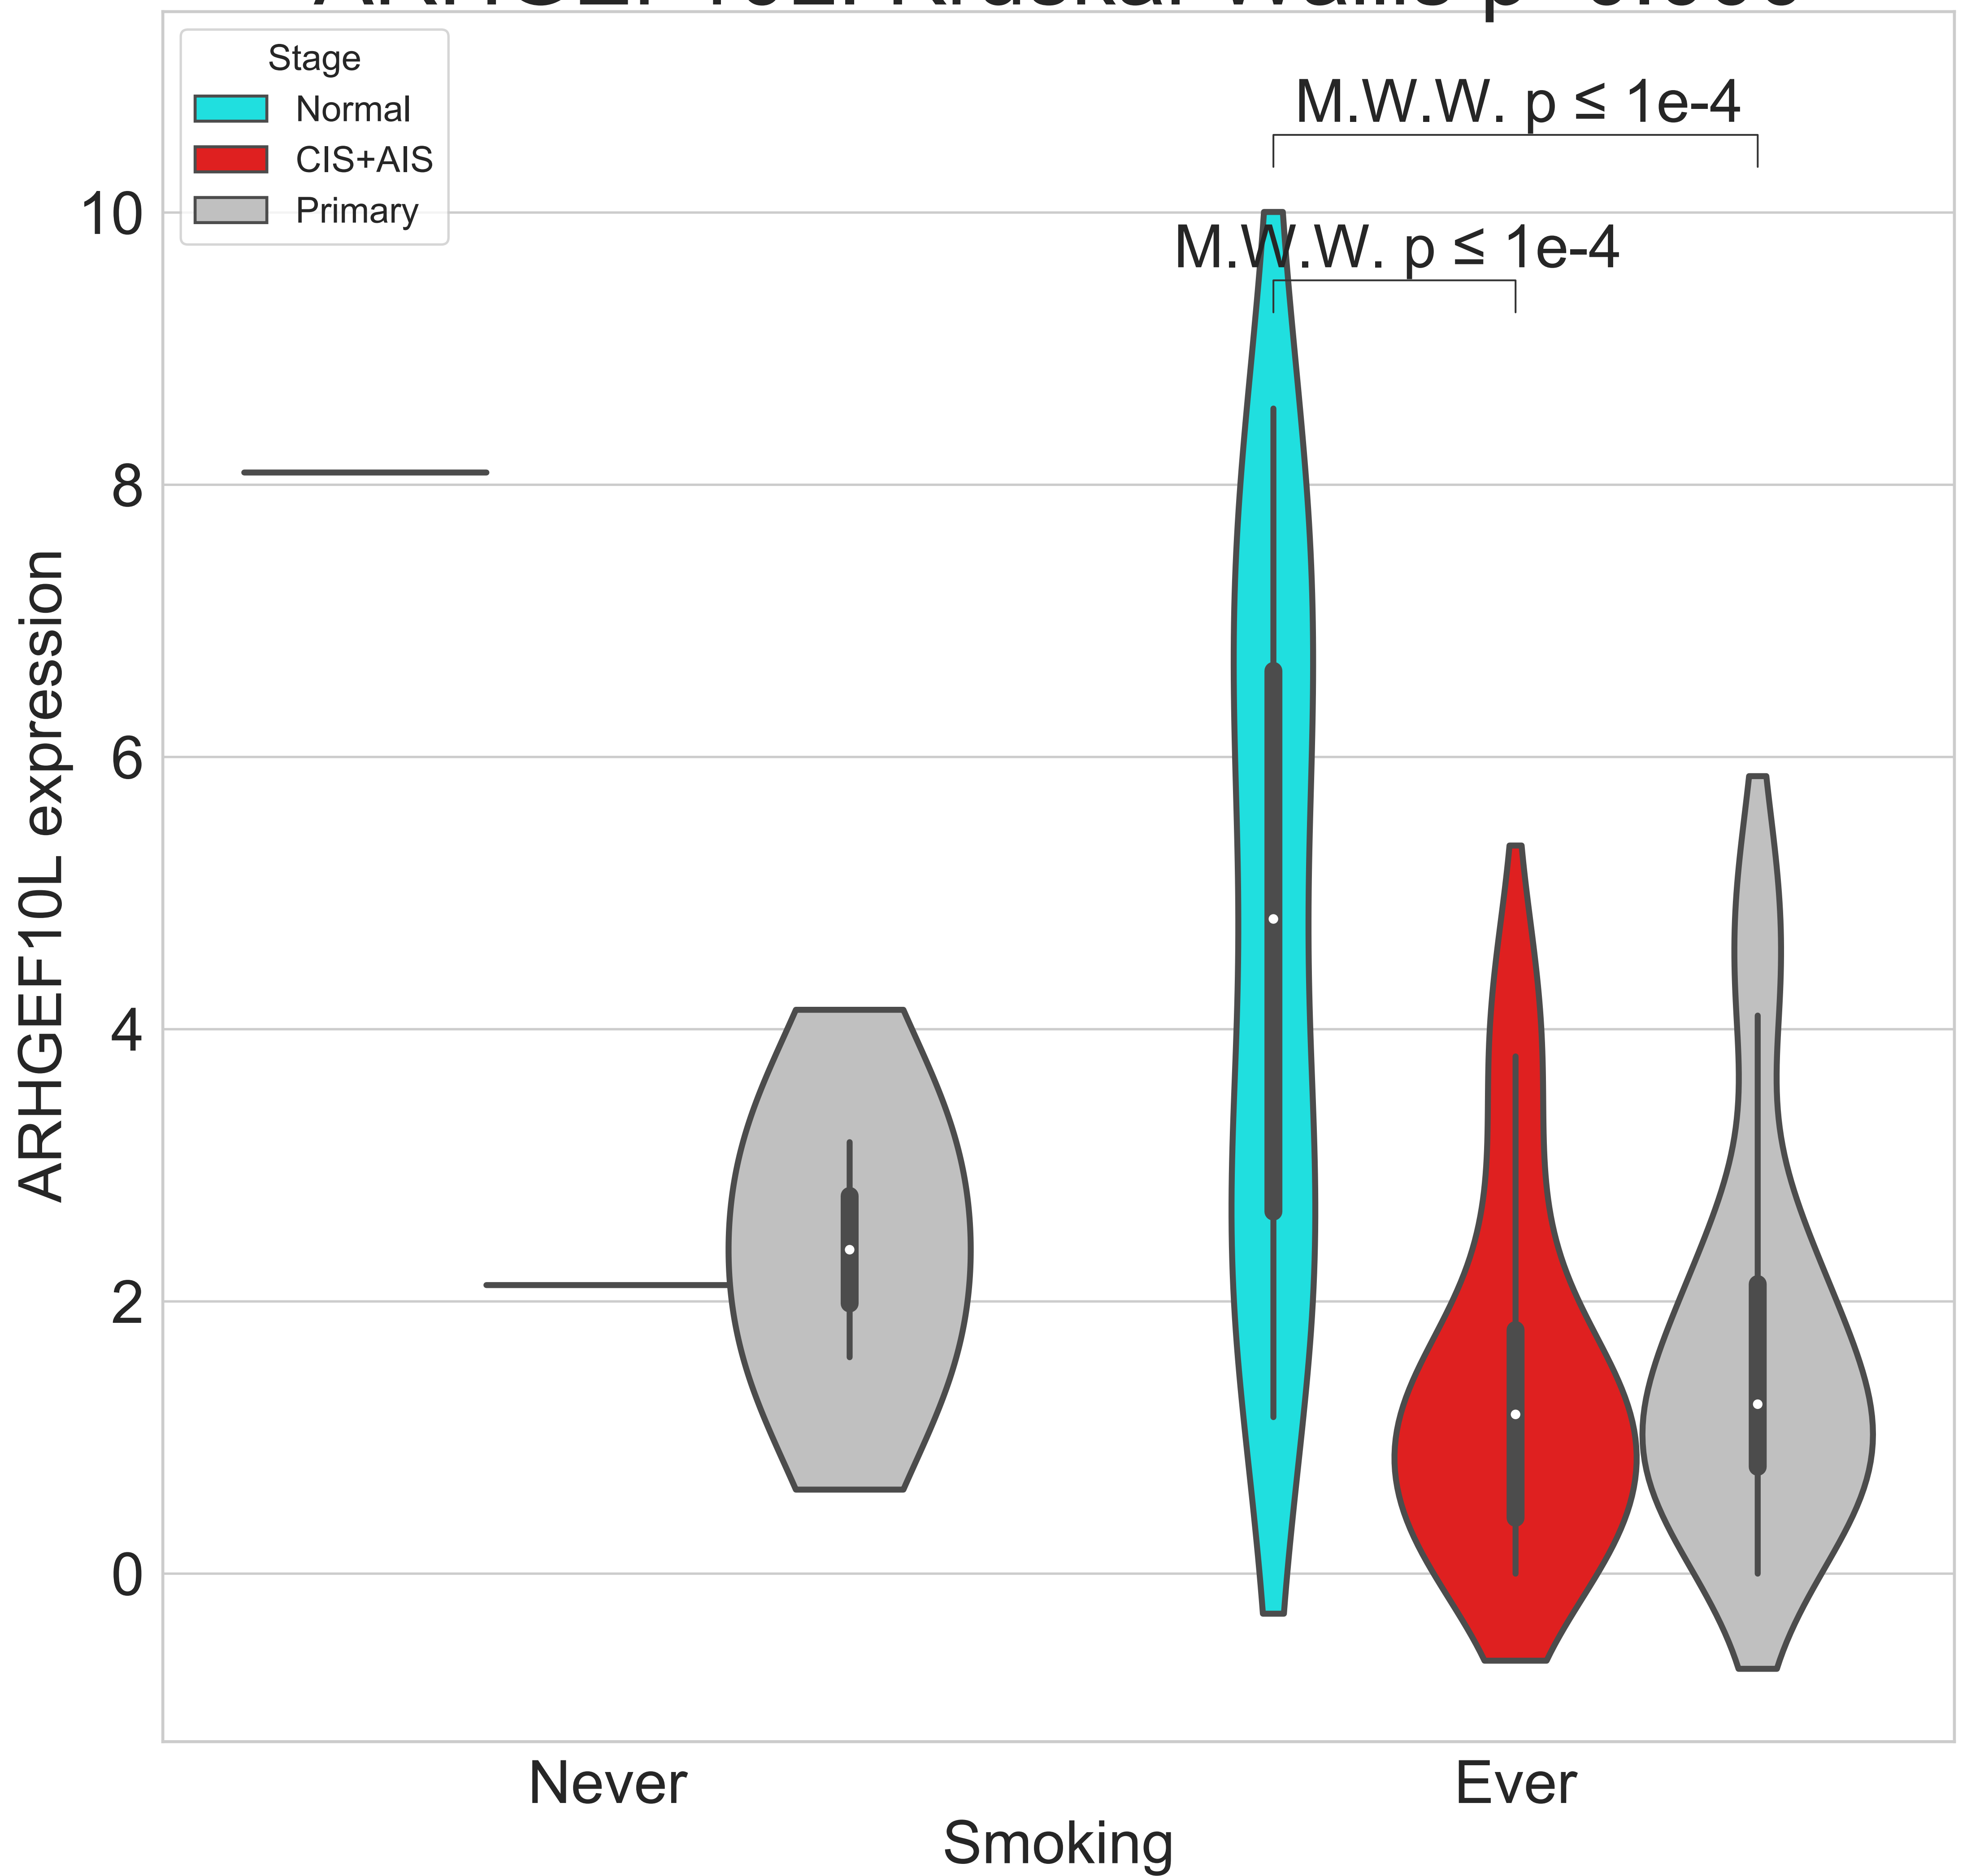 Stage
Normal
CIS+AIS
Primary
M.W.W. p ≤ 1e-4
M.W.W. p ≤ 1e-4
10
8
6
4
2
0
ARHGEF10L expression
Never
Ever
Smoking